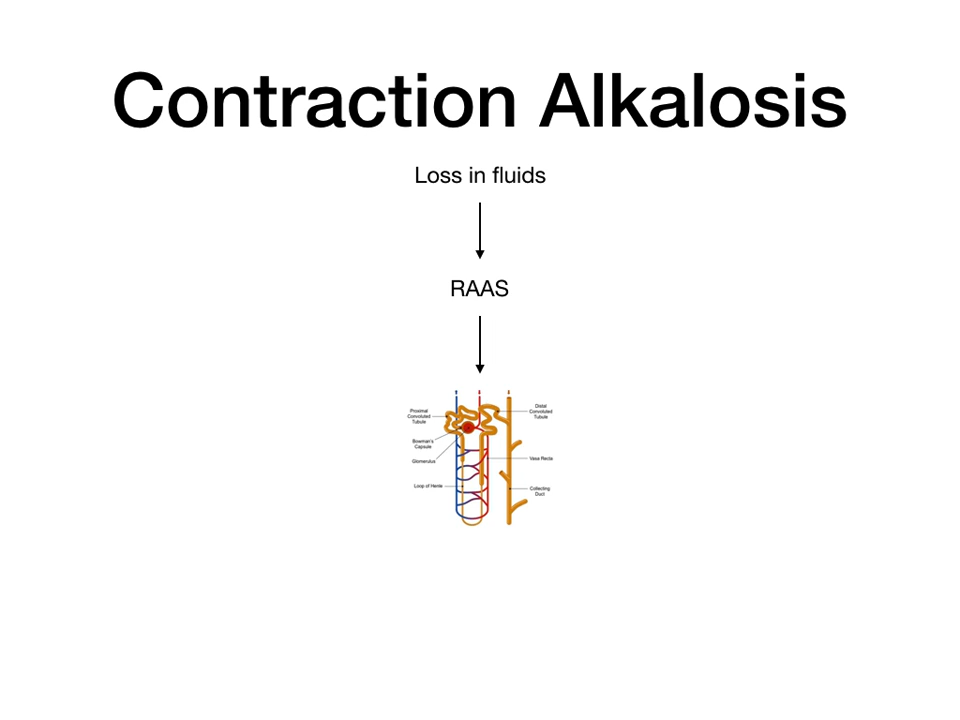 Contraction Alkalosis
Loss in fluids
RAAS
Proximal
Convoluted
Tubule
Distal
Convoluted
Tubule
Bowman's
Capsule
Glomerulus
Vasa Recta
Loop of Henle
Collecting
Duct